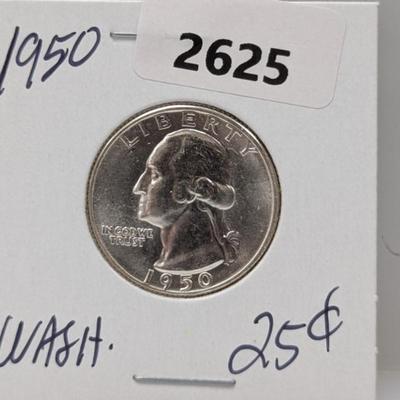 1950
2625
LIBERTY
IN GOD WE
TRUST
1950
WASH.
25¢